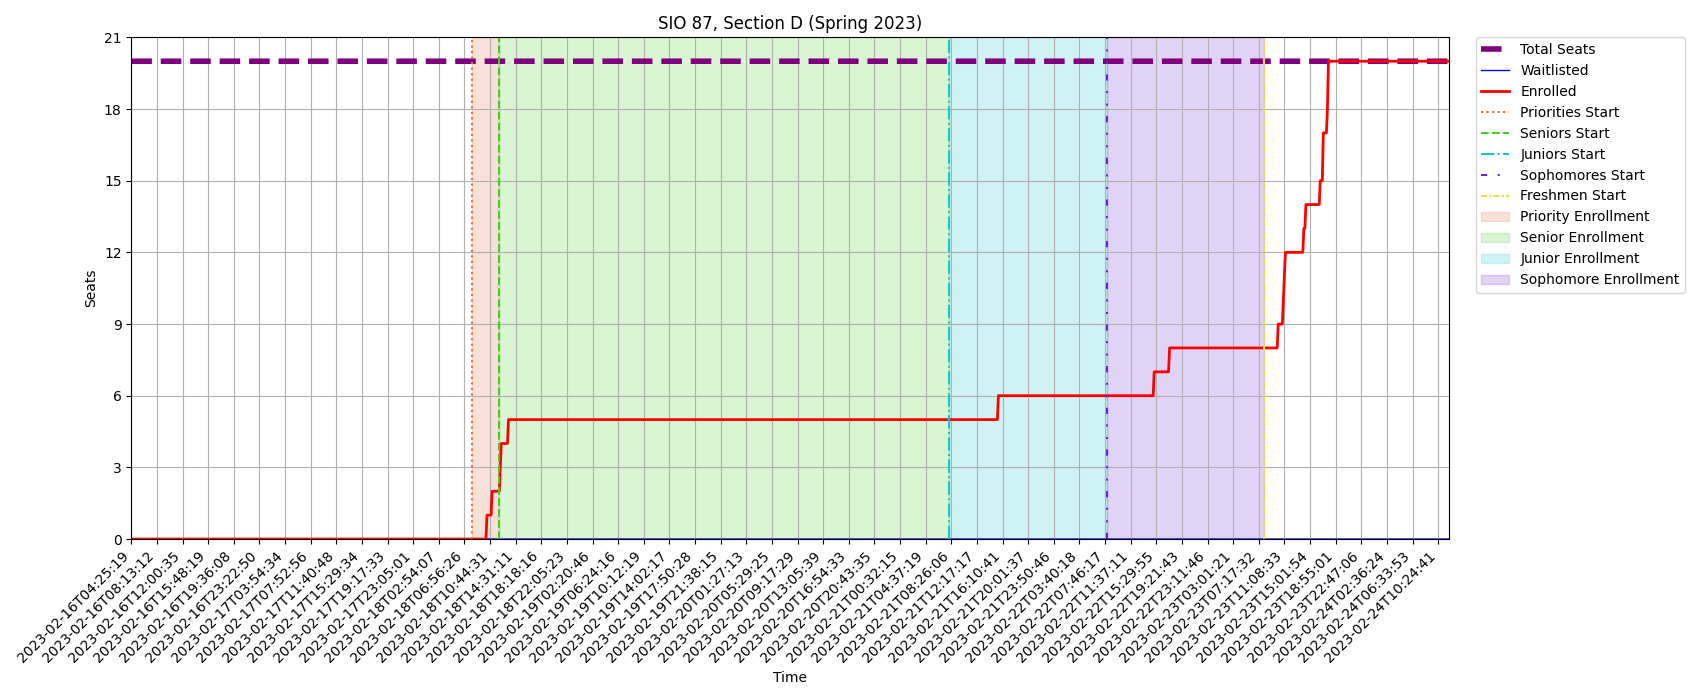 SIO 87, Section D (Spring 2023)
21
18
15
12
9
6
3
0
Seats
2023-02-16T04:25:19
2023-02-16T08:13:12
2023-02-16T12:00:35
2023-02-16T15:48:19
2023-02-16T19:36:08
2023-02-16T23:22:50
2023-02-17T03:54:34
2023-02-17T07:52:56
2023-02-17T11:40:48
2023-02-17T15:29:34
2023-02-17T19:17:33
2023-02-17T23:05:01
2023-02-18T02:54:07
2023-02-18T06:56:26
2023-02-18T10:44:31
2023-02-18T14:31:11
2023-02-18T18:18:16
2023-02-18T22:05:23
2023-02-19T02:20:46
2023-02-19T06:24:16
2023-02-19T10:12:19
2023-02-19T14:02:17
2023-02-19T17:50:28
2023-02-19T21:38:15
2023-02-20T01:27:13
2023-02-20T05:29:25
2023-02-20T09:17:29
2023-02-20T13:05:39
2023-02-20T16:54:33
2023-02-20T20:43:35
2023-02-21T00:32:15
2023-02-21T04:37:19
2023-02-21T08:26:06
2023-02-21T12:17:17
2023-02-21T16:10:41
2023-02-21T20:01:37
2023-02-21T23:50:46
2023-02-22T03:40:18
2023-02-22T07:46:17
2023-02-22T11:37:11
2023-02-22T15:29:55
2023-02-22T19:21:43
2023-02-22T23:11:46
2023-02-23T03:01:21
2023-02-23T07:17:32
2023-02-23T11:08:33
2023-02-23T15:01:54
2023-02-23T18:55:01
2023-02-23T22:47:06
2023-02-24T02:36:24
2023-02-24T06:33:53
2023-02-24T10:24:41
Time
Total Seats
Waitlisted
Enrolled
Priorities Start
Seniors Start
Juniors Start
Sophomores Start
Freshmen Start
Priority Enrollment
Senior Enrollment
Junior Enrollment
Sophomore Enrollment